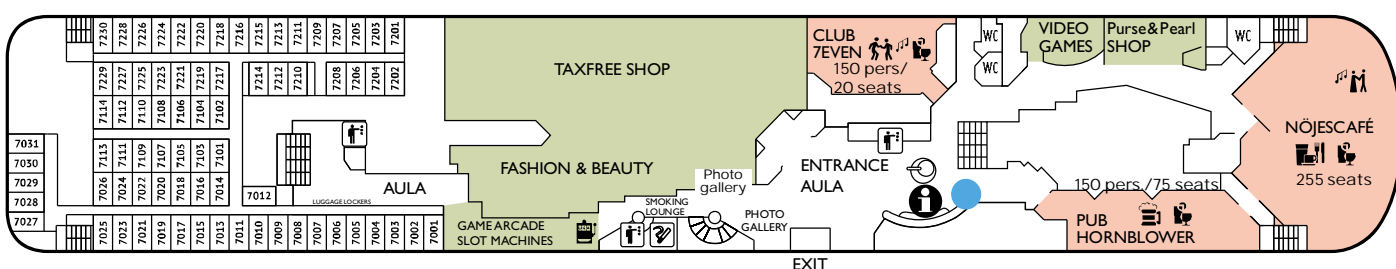 7230 7228 7226 7224 7222 7220 7218 7216 7215 7213 7211 7209 7207 7205 7203 7201
7229 7227 7225 7223 7221 7219 7217 7214 7212 7210 7208 7206 7204 7202
7114 7112 7110 7108 7106 7104 7102
7113 7111 7109 7107 7105 7103 7101
7026 7024 7022 7020 7018 7016 7014
7031
7030
7029
7028
7027
7012
7025 7023 7021 7019 7017 7015 7013 7011 7010 7009 7008 7007 7006 7005 7004 7003 7002 7001
LUGGAGE LOCKERS
AULA
TAXFREE SHOP
FASHION & BEAUTY
GAME ARCADE
SLOT MACHINES
SMOKING
LOUNGE
Photo
gallery
PHOTO
GALLERY
EXIT
CLUB
7EVEN
150 pers/
20 seats
ENTRANCE
AULA
i
WC
WC
VIDEO
GAMES
Purse&Pearl
SHOP
WC
150 pers/75 seats
PUB
HORNBLOWER
NÖJESCAFÉ
255 seats